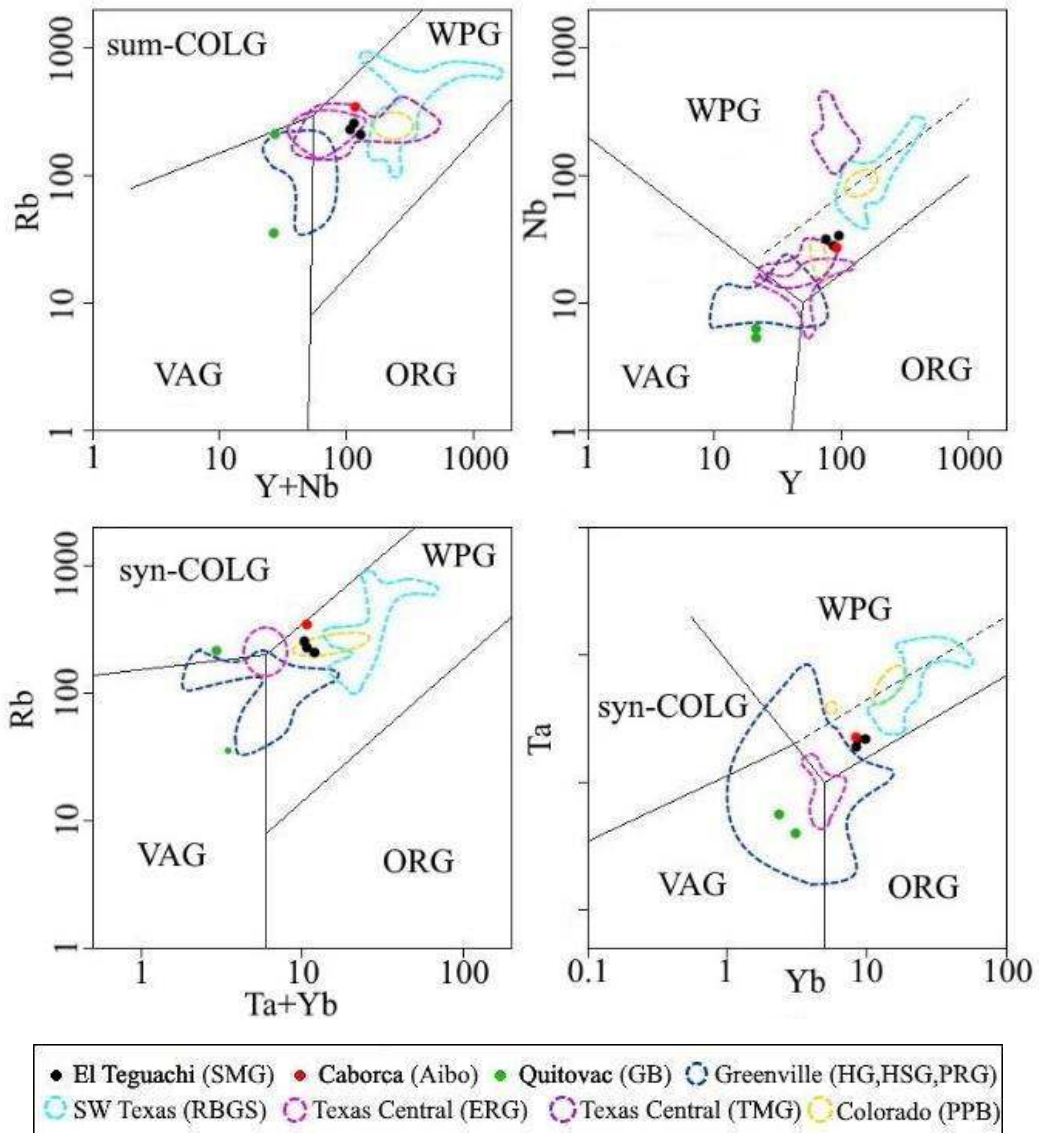 sum-COLG
WPG
VAG
ORG
Rb
1000
100
10
1
1
10
100
1000
Y+Nb
WPG
VAG
ORG
Nb
1000
100
10
1
1
10
100
1000
Y
syn-COLG
WPG
VAG
ORG
Rb
1000
100
10
1
1
10
100
Ta+Yb
WPG
syn-COLG
VAG
ORG
Ta
0.1
1
10
100
Yb
El Teguachi (SMG) Caborca (Aibo) Quitovac (GB) Greenville (HG,HSG,PRG)
SW Texas (RBGS) Texas Central (ERG) Texas Central (TMG) Colorado (PPB)